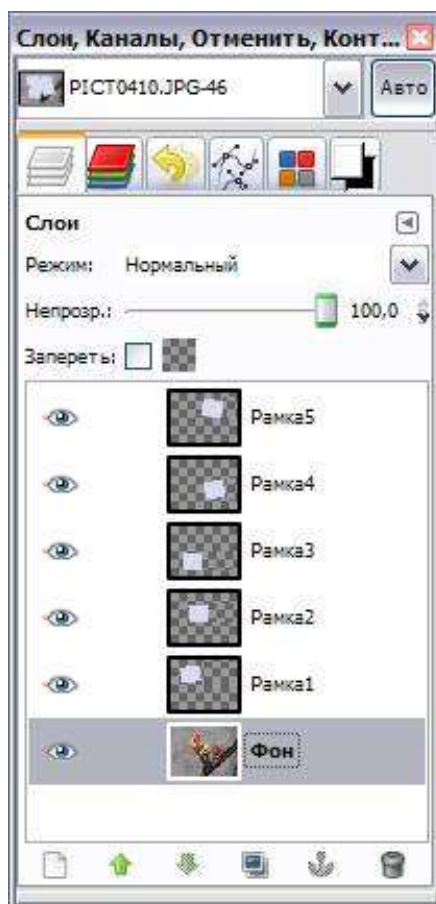 Слои, Каналы, Отменить, Конт...
PICT0410.JPG-46
Авто
Слои
Режим: Нормальный
Непрозр.: 100,0
Запереть:
Рамка5
Рамка4
Рамка3
Рамка2
Рамка1
Фон